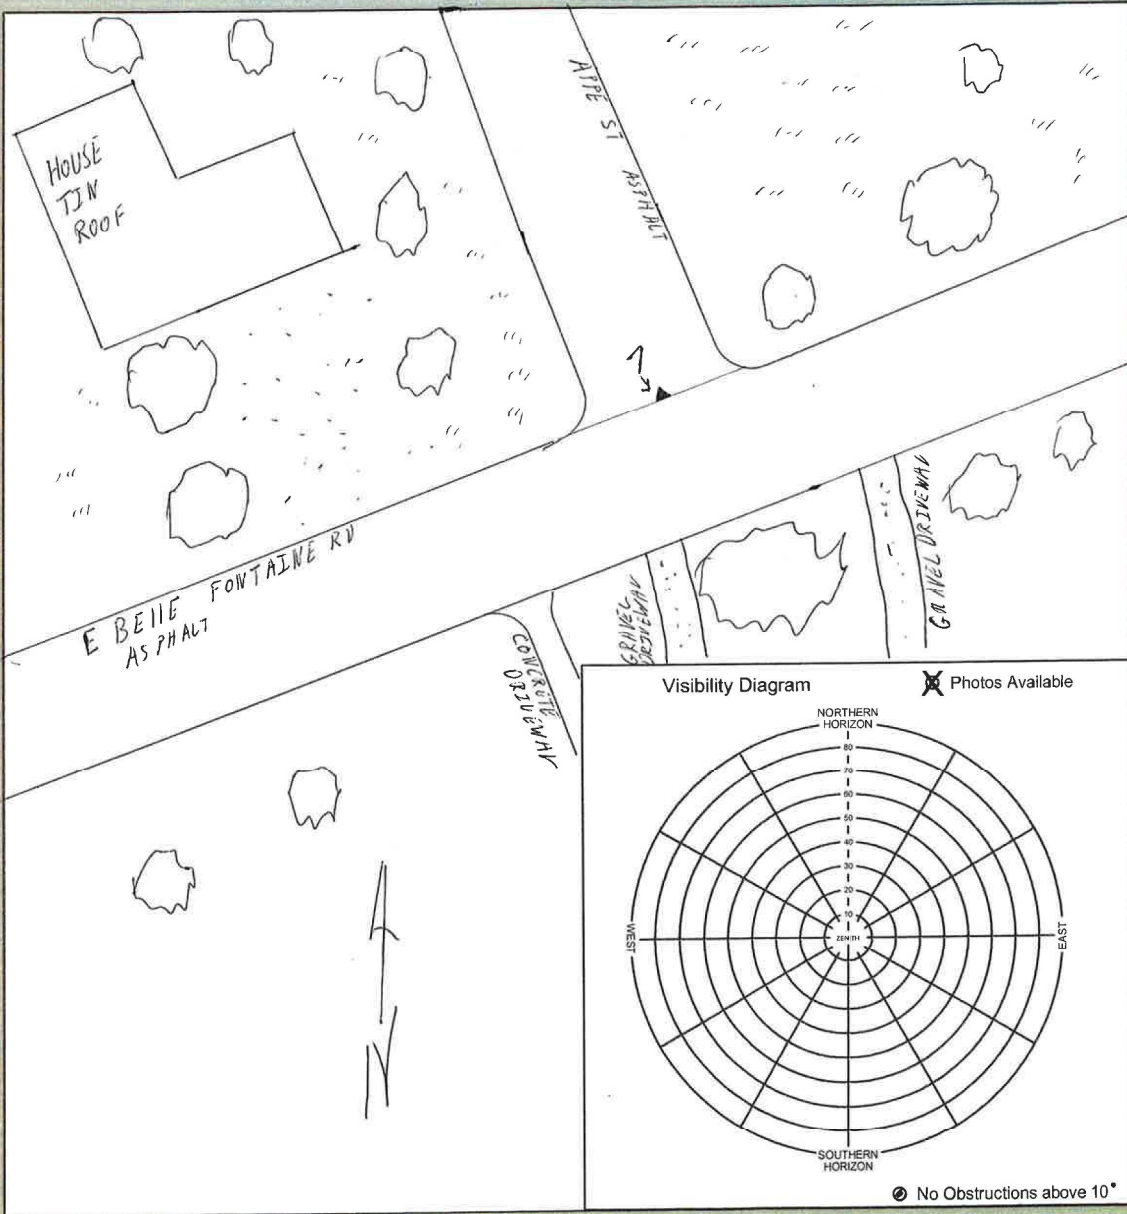 HOUSE
TIN
ROOF
APPE ST ASPHALT
1
E BELLE FONTAINE RD
ASPHALT
CONCRETE
DRIVEWAY
GRAVEL
DRIVEWAY
GRAVEL DRIVEWAY
N
Visibility Diagram
Photos Available
NORTHERN
HORIZON
80
70
60
50
40
30
20
10
ZENITH
WEST
EAST
SOUTHERN
HORIZON
No Obstructions above 10°